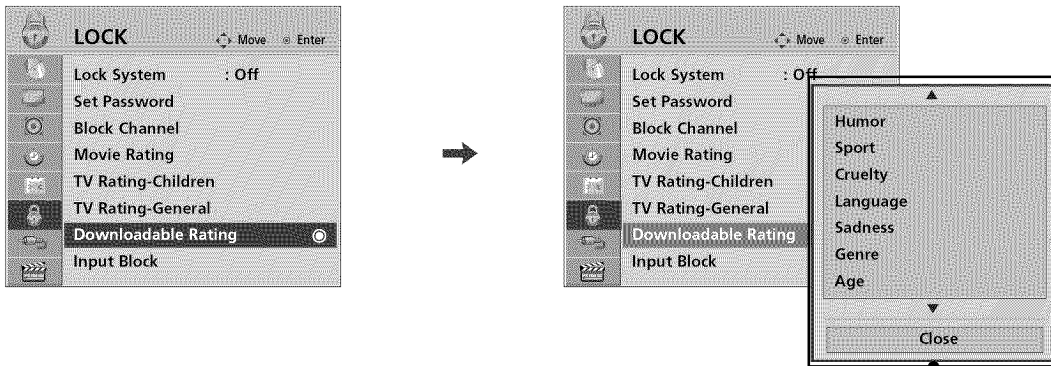 LOCK
Move Enter
Lock System : Off
Set Password
Block Channel
Movie Rating
TV Rating-Children
TV Rating-General
Downloadable Rating
Input Block
LOCK
Move Enter
Lock System : Off
Set Password
Block Channel
Movie Rating
TV Rating-Children
TV Rating-General
Downloadable Rating
Input Block
Humor
Sport
Cruelty
Language
Sadness
Genre
Age
Close